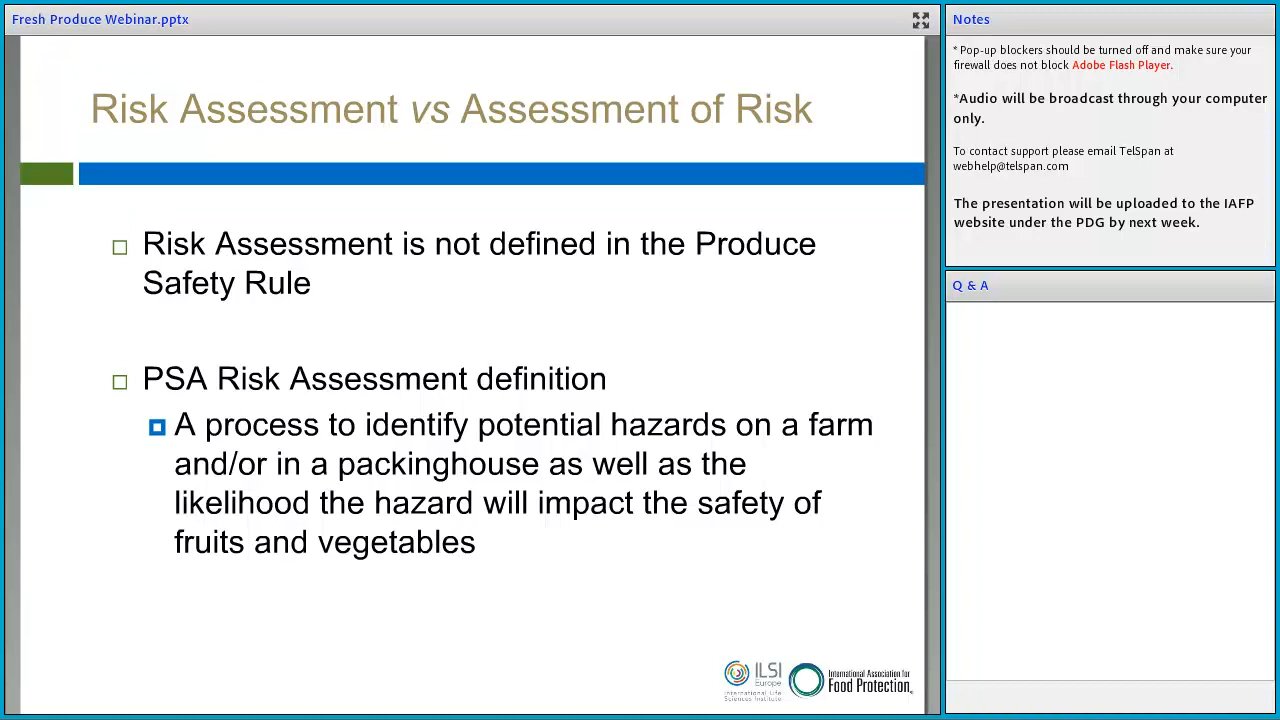 Fresh Produce Webinar.pptx
Risk Assessment vs Assessment of Risk
Risk Assessment is not defined in the Produce
Safety Rule
PSA Risk Assessment definition
A process to identify potential hazards on a farm
and/or in a packinghouse as well as the
likelihood the hazard will impact the safety of
fruits and vegetables
ILSI
Europe
International Life
Sciences Institute
International Association for
Food Protection
Notes
* Pop-up blockers should be turned off and make sure your
firewall does not block Adobe Flash Player.
*Audio will be broadcast through your computer
only.
To contact support please email TelSpan at
webhelp@telspan.com
The presentation will be uploaded to the IAFP
website under the PDG by next week.
Q & A